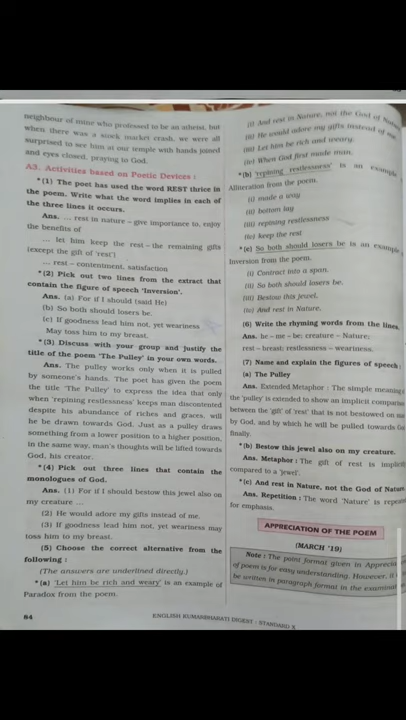 neighbour of mine who professed to be an atheist, but
when there was a stock market crash, we were all
surprised to see him at our temple with hands joined
and eyes closed, praying to God.
A3. Activities based on Poetic Devices :
*(1) The poet has used the word REST thrice in
the poem. Write what the word implies in each of
the three lines it occurs.
Ans. ... rest in nature – give importance to, enjoy
the benefits of
... let him keep the rest – the remaining gifts
(except the gift of 'rest')
... rest – contentment, satisfaction
*(2) Pick out two lines from the extract that
contain the figure of speech 'Inversion'.
Ans. (a) For if I should (said He)
(b) So both should losers be.
(c) If goodness lead him not, yet weariness
May toss him to my breast.
*(3) Discuss with your group and justify the
title of the poem 'The Pulley' in your own words.
Ans. The pulley works only when it is pulled
by someone's hands. The poet has given the poem
the title 'The Pulley' to express the idea that only
when 'repining restlessness' keeps man discontented
despite his abundance of riches and graces, will
he be drawn towards God. Just as a pulley draws
something from a lower position to a higher position,
in the same way, man's thoughts will be lifted towards
God, his creator.
*(4) Pick out three lines that contain the
monologues of God.
Ans. (1) For if I should bestow this jewel also on
my creature ...
(2) He would adore my gifts instead of me.
(3) If goodness lead him not, yet weariness may
toss him to my breast.
(5) Choose the correct alternative from the
following :
(The answers are underlined directly.)
*(a) 'Let him be rich and weary' is an example of
Paradox from the poem.
(i) And rest in Nature, not the God of Nature
(ii) He would adore my gifts instead of me
(iii) Let him be rich and weary.
(iv) When God first made man.
*(b) 'repining restlessness' is an example
Alliteration from the poem.
(i) made a way
(ii) bottom lay
(iii) repining restlessness
(iv) keep the rest
*(c) So both should losers be is an example
Inversion from the poem.
(i) Contract into a span.
(ii) So both should losers be.
(iii) Bestow this jewel.
(iv) And rest in Nature.
(6) Write the rhyming words from the lines.
Ans. he – me – be; creature – Nature;
rest – breast; restlessness – weariness.
(7) Name and explain the figures of speech :
(a) The Pulley
Ans. Extended Metaphor : The simple meaning
the 'pulley' is extended to show an implicit
between the 'gift' of 'rest' that is not bestowed on
by God, and by which he will be pulled towards
finally.
*(b) Bestow this jewel also on my creature.
Ans. Metaphor : The gift of rest is
compared to a 'jewel'.
*(c) And rest in Nature, not the God of Nature
Ans. Repetition : The word 'Nature' is
for emphasis.
APPRECIATION OF THE POEM
(MARCH '19)
Note : The point format given in
of poem is for easy understanding. However, it
be written in paragraph format in the
84
ENGLISH KUMARBHARATI DIGEST : STANDARD X